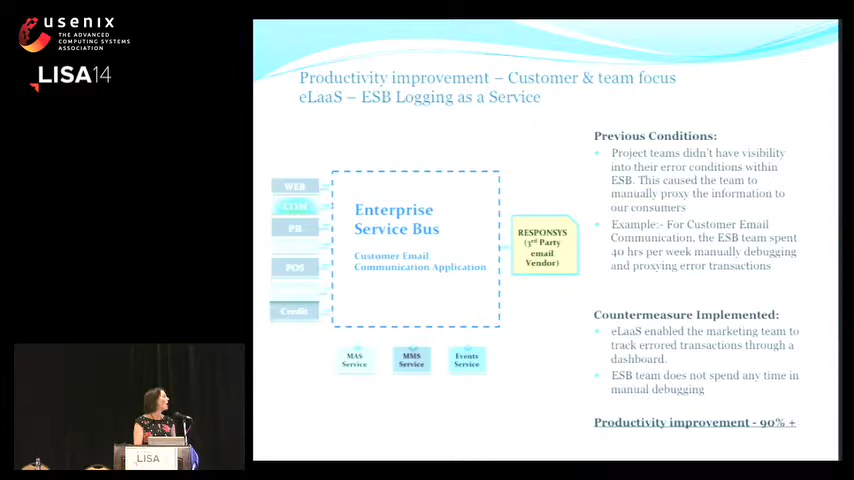 usenix
THE ADVANCED
COMPUTING SYSTEMS
ASSOCIATION
LISA14
Productivity improvement – Customer & team focus
eLaaS – ESB Logging as a Service
WEB
COM
PB
POS
Credit
Enterprise
Service Bus
Customer Email
Communication Application
RESPONSYS
(3rd Party
email
Vendor)
MAS
Service
MMS
Service
Events
Service
Previous Conditions:
Project teams didn't have visibility
into their error conditions within
ESB. This caused the team to
manually proxy the information to
our consumers
Example:- For Customer Email
Communication, the ESB team spent
40 hrs per week manually debugging
and proxying error transactions
Countermeasure Implemented:
eLaaS enabled the marketing team to
track errored transactions through a
dashboard.
ESB team does not spend any time in
manual debugging
Productivity improvement - 90% +
LISA